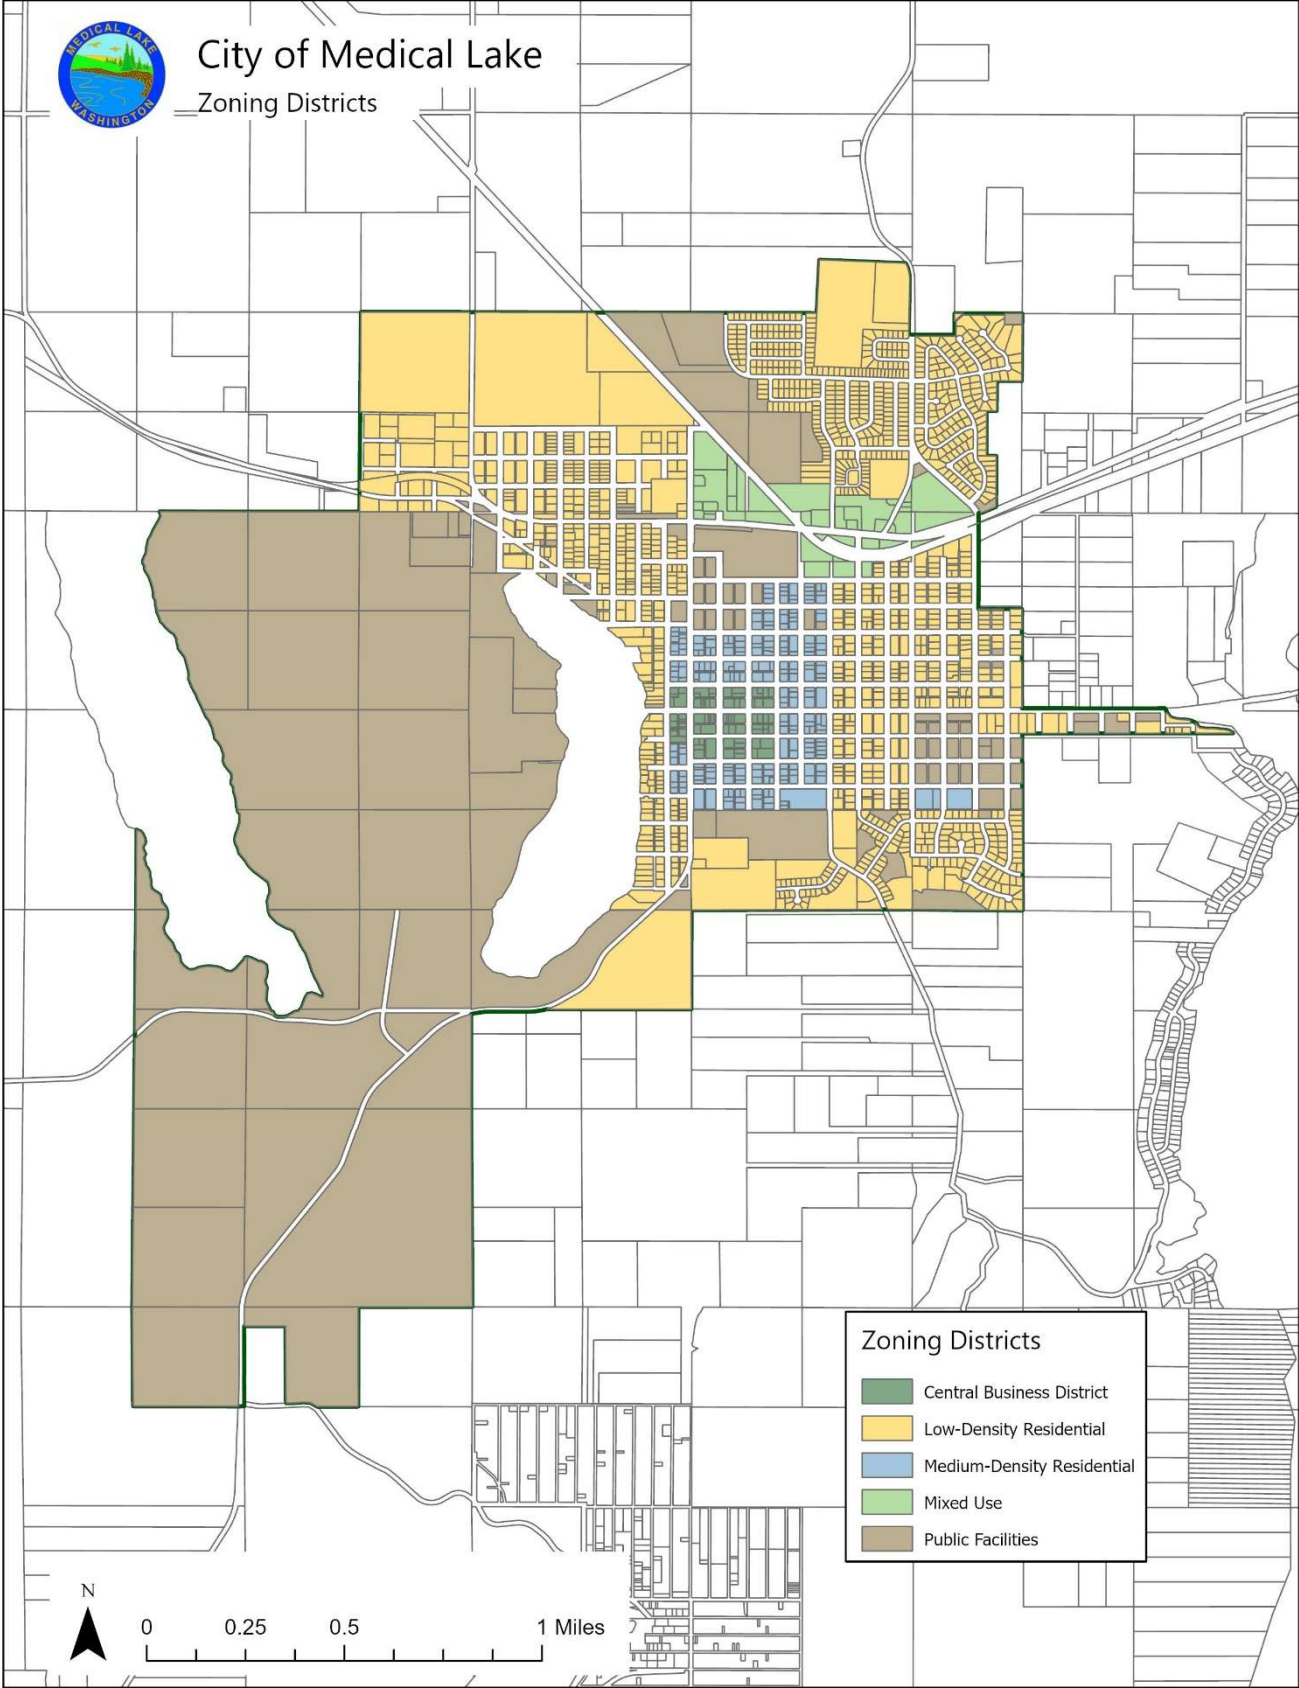 MEDICAL LAKE
WASHINGTON
City of Medical Lake
Zoning Districts
Zoning Districts
Central Business District
Low-Density Residential
Medium-Density Residential
Mixed Use
Public Facilities
N
0 0.25 0.5 1 Miles